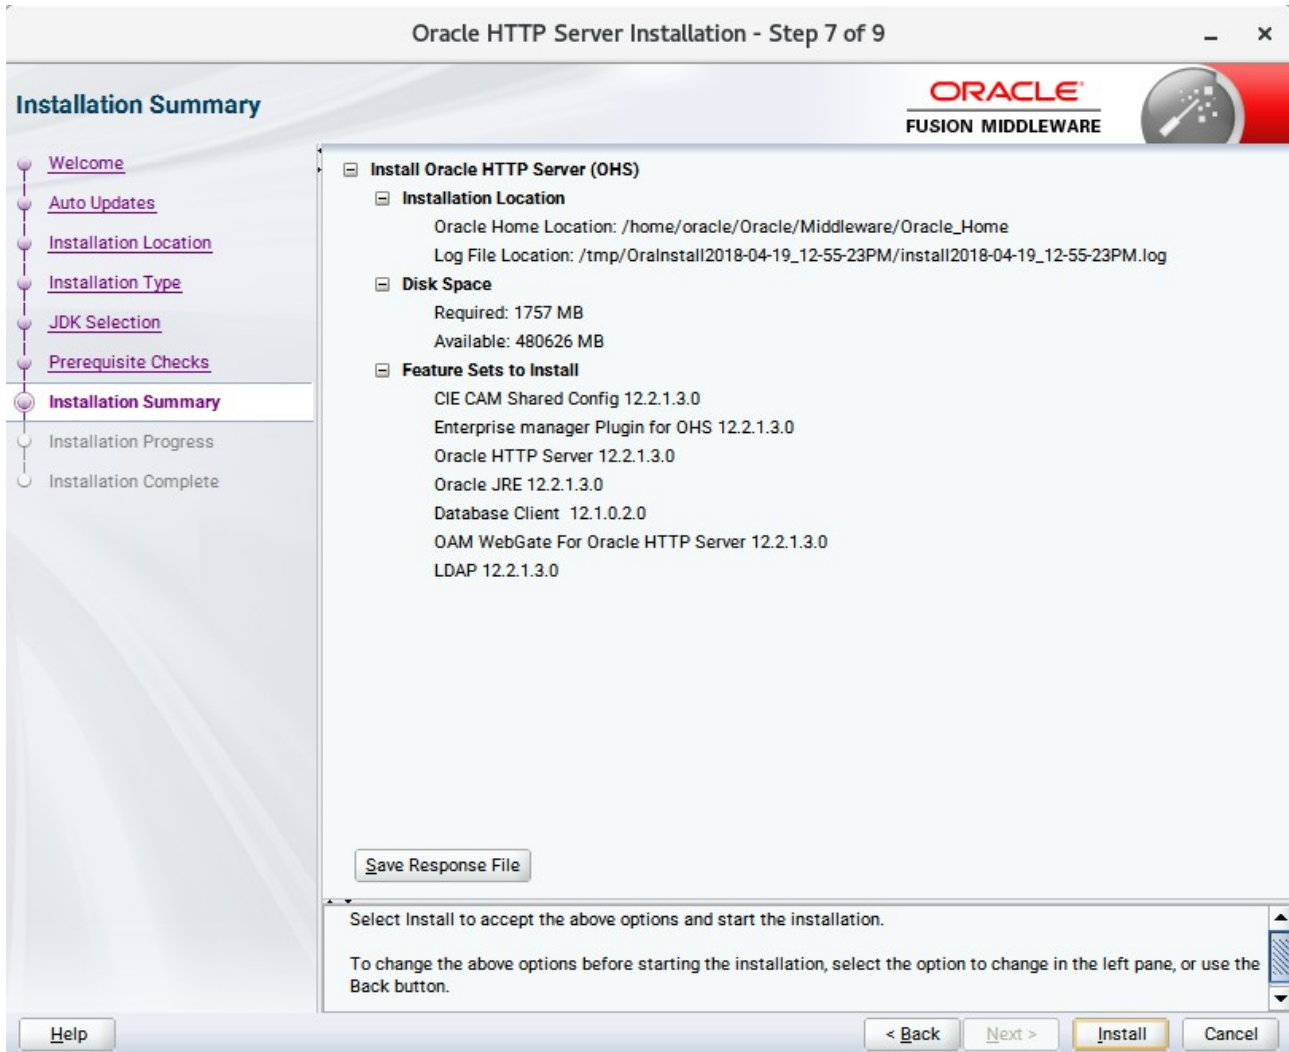 Oracle HTTP Server Installation - Step 7 of 9
Installation Summary
ORACLE
FUSION MIDDLEWARE
Welcome
Auto Updates
Installation Location
Installation Type
JDK Selection
Prerequisite Checks
Installation Summary
Installation Progress
Installation Complete
Install Oracle HTTP Server (OHS)
Installation Location
Oracle Home Location: /home/oracle/Oracle/Middleware/Oracle_Home
Log File Location: /tmp/OraInstall2018-04-19_12-55-23PM/install2018-04-19_12-55-23PM.log
Disk Space
Required: 1757 MB
Available: 480626 MB
Feature Sets to Install
CIE CAM Shared Config 12.2.1.3.0
Enterprise manager Plugin for OHS 12.2.1.3.0
Oracle HTTP Server 12.2.1.3.0
Oracle JRE 12.2.1.3.0
Database Client 12.1.0.2.0
OAM WebGate For Oracle HTTP Server 12.2.1.3.0
LDAP 12.2.1.3.0
Save Response File
Select Install to accept the above options and start the installation.
To change the above options before starting the installation, select the option to change in the left pane, or use the
Back button.
Help
< Back
Next >
Install
Cancel